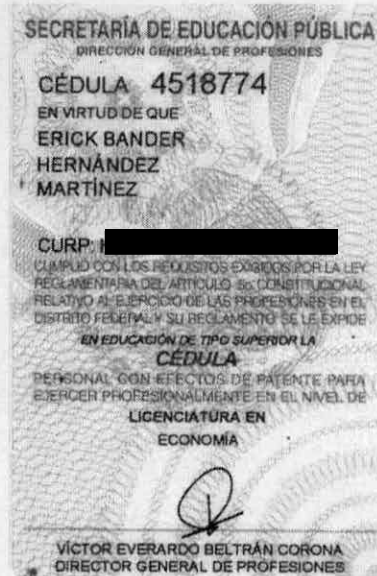 SECRETARÍA DE EDUCACIÓN PÚBLICA
DIRECCIÓN GENERAL DE PROFESIONES
CÉDULA 4518774
EN VIRTUD DE QUE
ERICK BANDER
HERNÁNDEZ
MARTÍNEZ
CURP:
CUMPLIÓ CON LOS REQUISITOS EXIGIDOS POR LA LEY
REGLAMENTARIA DEL ARTÍCULO 5o. CONSTITUCIONAL
RELATIVO AL EJERCICIO DE LAS PROFESIONES EN EL
DISTRITO FEDERAL Y SU REGLAMENTO SE LE EXPIDE
EN EDUCACIÓN DE TIPO SUPERIOR LA
CÉDULA
PERSONAL CON EFECTOS DE PATENTE PARA
EJERCER PROFESIONALMENTE EN EL NIVEL DE
LICENCIATURA EN
ECONOMÍA
VÍCTOR EVERARDO BELTRÁN CORONA
DIRECTOR GENERAL DE PROFESIONES